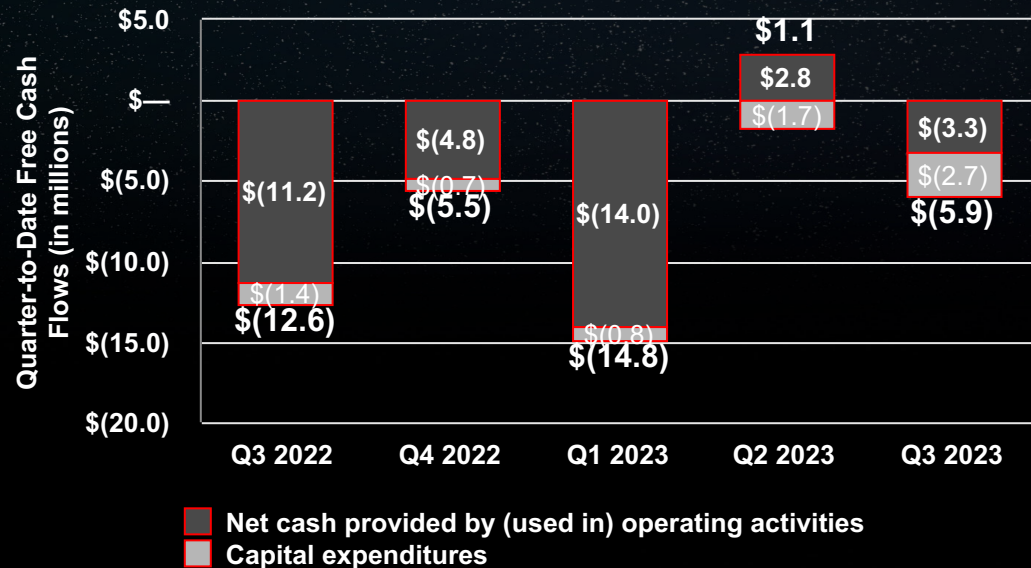 Quarter-to-Date Free Cash
Flows (in millions)
$5.0
$—
$(5.0)
$(10.0)
$(15.0)
$(20.0)
$(11.2)
$(1.4)
$(12.6)
$(4.8)
$(0.7)
$(5.5)
$(14.0)
$(0.8)
$(14.8)
$1.1
$2.8
$(1.7)
$(3.3)
$(2.7)
$(5.9)
Q3 2022
Q4 2022
Q1 2023
Q2 2023
Q3 2023
Net cash provided by (used in) operating activities
Capital expenditures